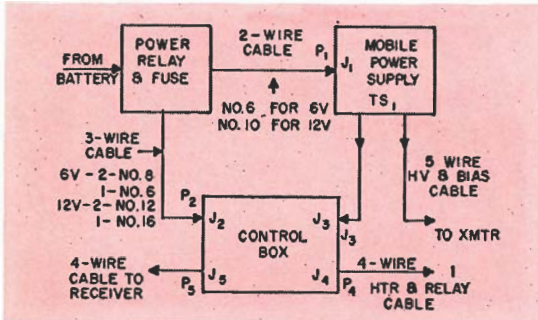 FROM
BATTERY
POWER
RELAY
& FUSE
2-WIRE
CABLE
P1
J1
MOBILE
POWER
SUPPLY
TS1
NO.6 FOR 6V
NO.10 FOR 12V
3-WIRE
CABLE
6V-2-NO.8
1-NO.6
12V-2-NO.12
1-NO.16
P2
J2
J3
J3
CONTROL
BOX
J5
J4
P5
P4
5 WIRE
HV & BIAS
CABLE
TO XMTR
4-WIRE
CABLE TO
RECEIVER
4-WIRE
1
HTR & RELAY
CABLE